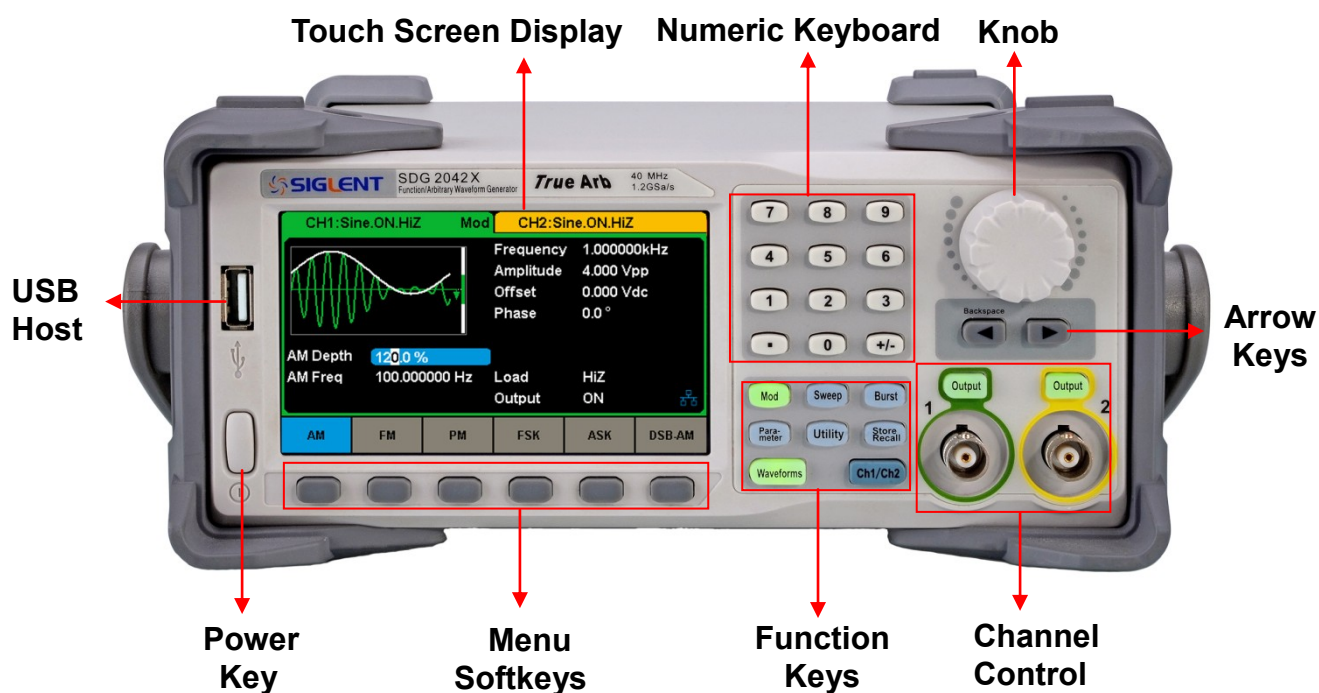 Touch Screen Display
Numeric Keyboard
Knob
SIGLENT
SDG 2042X
Function/Arbitrary Waveform Generator
True Arb
40 MHz
1.2GSa/s
CH1:Sine.ON.HiZ Mod
CH2:Sine.ON.HiZ
Frequency 1.000000kHz
Amplitude 4.000 Vpp
Offset 0.000 Vdc
Phase 0.0 °
AM Depth 120.0 %
AM Freq 100.000000 Hz
Load HiZ
Output ON
AM FM PM FSK ASK DSB-AM
7 8 9
4 5 6
1 2 3
. 0 +/-
Backspace
Mod Sweep Burst
Para-
meter
Utility
Store
Recall
Waveforms
Ch1/Ch2
Output
Output
1
2
USB
Host
Arrow
Keys
Power
Key
Menu
Softkeys
Function
Keys
Channel
Control